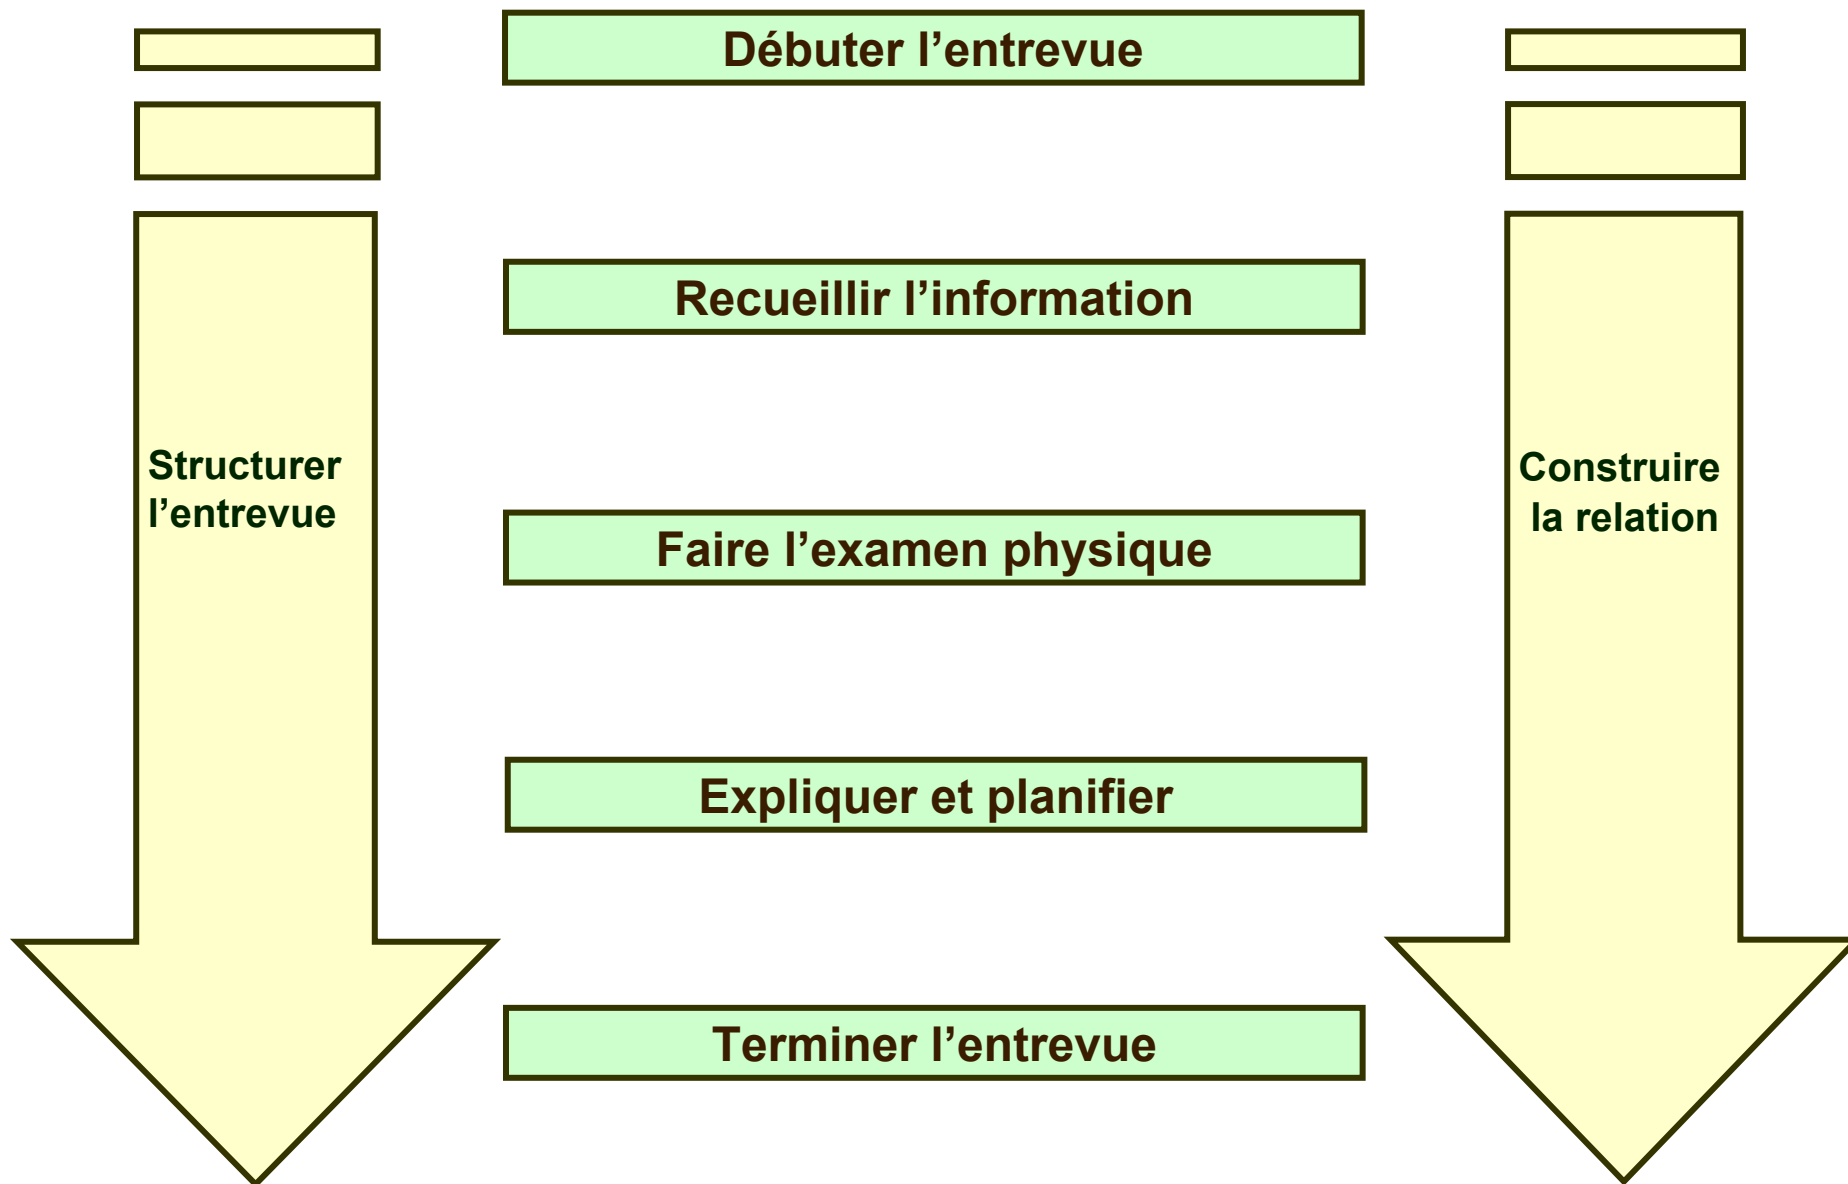 Débuter l’entrevue
Recueillir l’information
Structurer
l’entrevue
Construire
la relation
Faire l’examen physique
Expliquer et planifier
Terminer l’entrevue